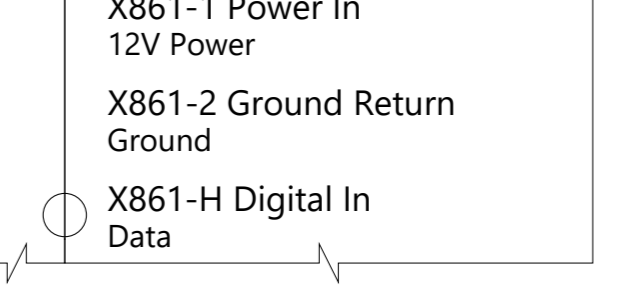 X861-1 Power In
12V Power
X861-2 Ground Return
Ground
X861-H Digital In
Data